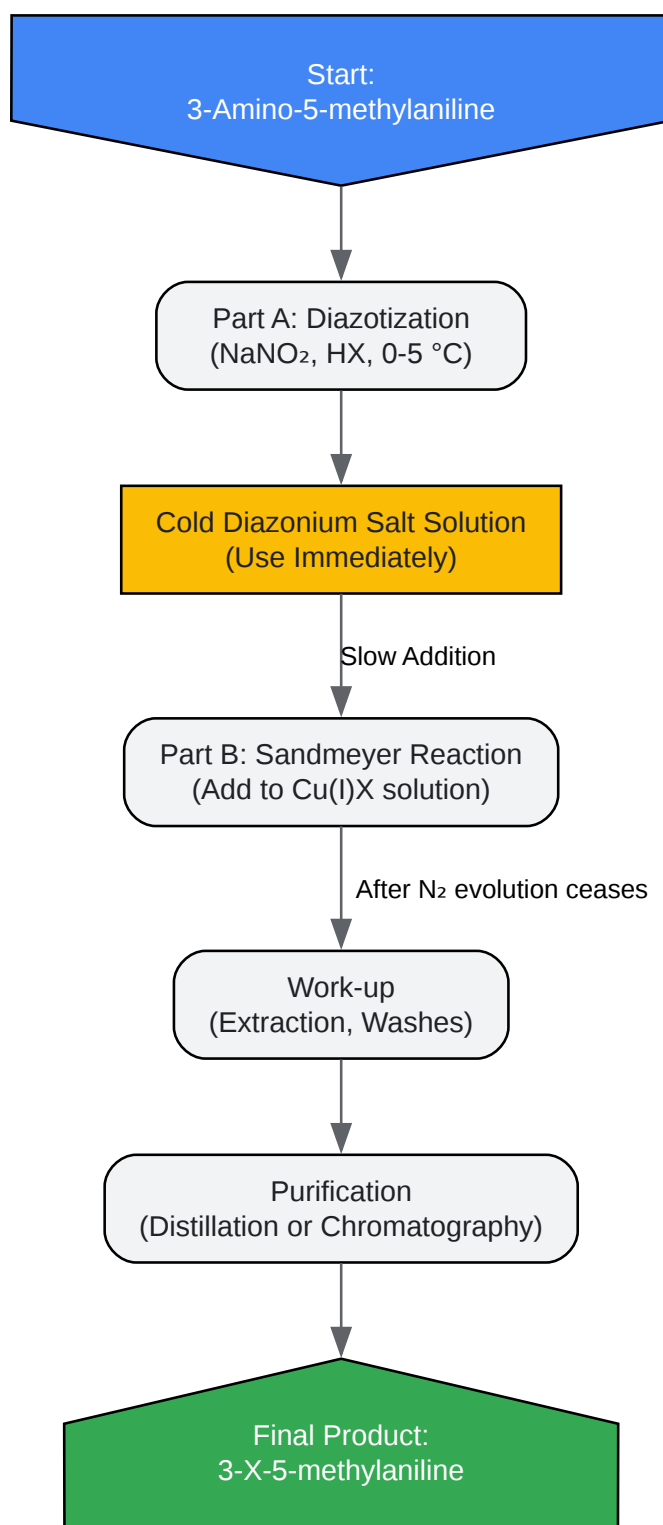 Start:
3-Amino-5-methylaniline
Part A: Diazotization
(NaNO₂, HX, 0-5 °C)
Cold Diazonium Salt Solution
(Use Immediately)
Slow Addition
Part B: Sandmeyer Reaction
(Add to Cu(I)X solution)
After N₂ evolution ceases
Work-up
(Extraction, Washes)
Purification
(Distillation or Chromatography)
Final Product:
3-X-5-methylaniline